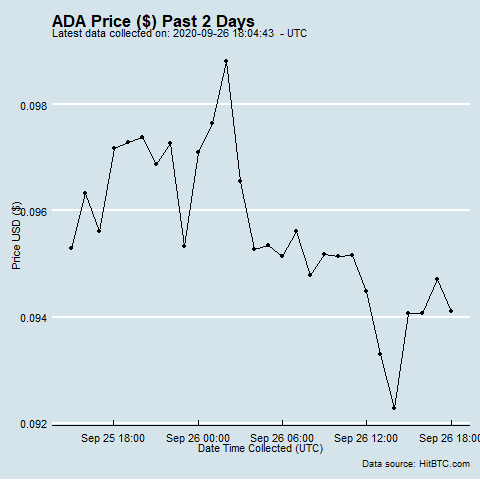 ADA Price ($) Past 2 Days
Latest data collected on: 2020-09-26 18:04:43 - UTC
Price USD ($)
0.098
0.096
0.094
0.092
Sep 25 18:00 Sep 26 00:00 Sep 26 06:00 Sep 26 12:00 Sep 26 18:00
Date Time Collected (UTC)
Data source: HitBTC.com